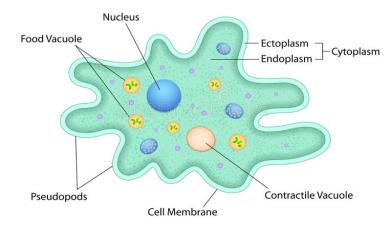 Nucleus
Food Vacuole
Ectoplasm
Endoplasm
Cytoplasm
Pseudopods
Cell Membrane
Contractile Vacuole